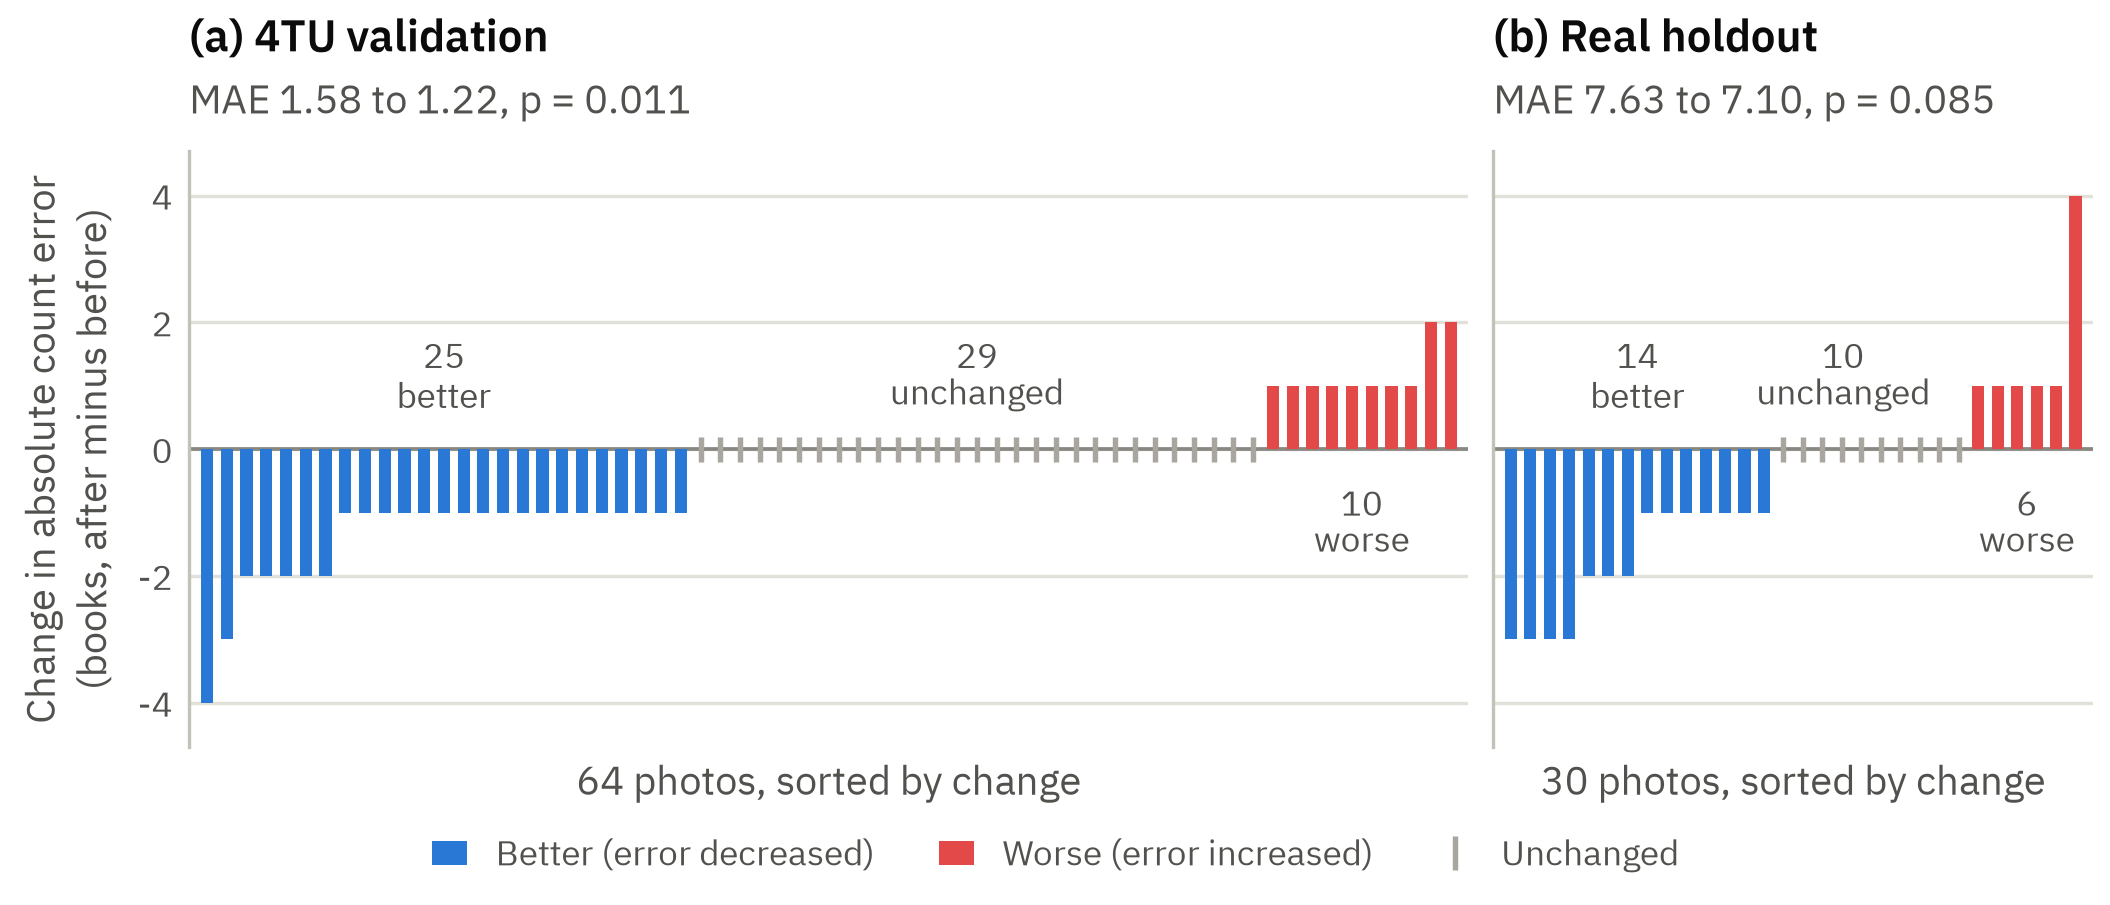 (a) 4TU validation
MAE 1.58 to 1.22, p = 0.011
Change in absolute count error
(books, after minus before)
4
2
0
-2
-4
25
better
29
unchanged
10
worse
64 photos, sorted by change
(b) Real holdout
MAE 7.63 to 7.10, p = 0.085
14
better
10
unchanged
6
worse
30 photos, sorted by change
Better (error decreased)
Worse (error increased)
Unchanged